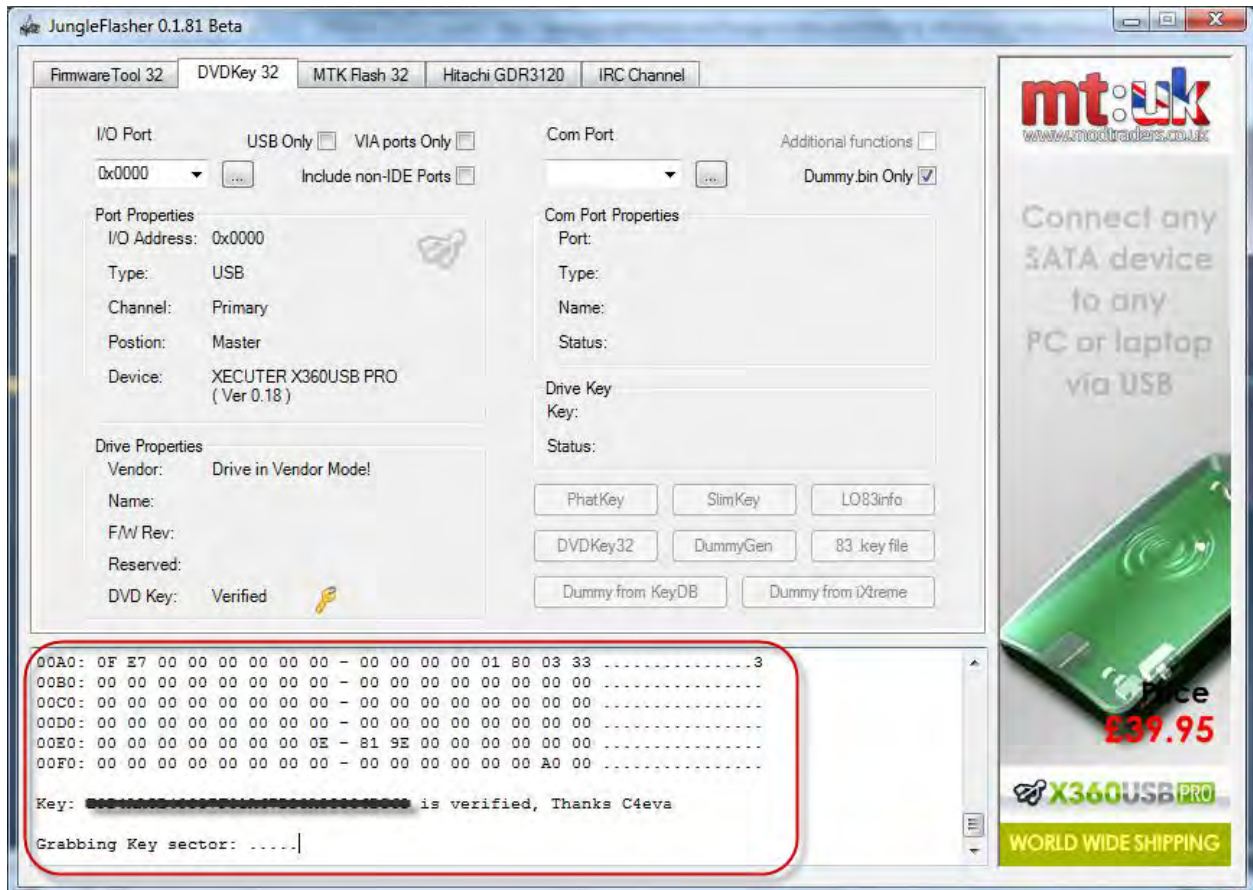 JungleFlasher 0.1.81 Beta
Firmware Tool 32 DVDKey 32 MTK Flash 32 Hitachi GDR3120 IRC Channel
I/O Port USB Only VIA ports Only
0x0000 ... Include non-IDE Ports
Port Properties
I/O Address: 0x0000
Type: USB
Channel: Primary
Postion: Master
Device: XECUTER X360USB PRO
( Ver 0.18 )
Drive Properties
Vendor: Drive in Vendor Mode!
Name:
F/W Rev:
Reserved:
DVD Key: Verified
Com Port Additional functions
... Dummy.bin Only
Com Port Properties
Port:
Type:
Name:
Status:
Drive Key
Key:
Status:
PhatKey SlimKey LO83info
DVDKey32 DummyGen 83 .key file
Dummy from KeyDB Dummy from iXtreme
00A0: 0F E7 00 00 00 00 00 00 - 00 00 00 00 01 80 03 33 ...............3
00B0: 00 00 00 00 00 00 00 00 - 00 00 00 00 00 00 00 00 ................
00C0: 00 00 00 00 00 00 00 00 - 00 00 00 00 00 00 00 00 ................
00D0: 00 00 00 00 00 00 00 00 - 00 00 00 00 00 00 00 00 ................
00E0: 00 00 00 00 00 00 00 0E - 81 9E 00 00 00 00 00 00 ................
00F0: 00 00 00 00 00 00 00 00 - 00 00 00 00 00 00 A0 00 ................
Key: is verified, Thanks C4eva
Grabbing Key sector: .....
mt:uk
www.modtraders.co.uk
Connect any
SATA device
to any
PC or laptop
via USB
Price
£39.95
X360USB PRO
WORLD WIDE SHIPPING